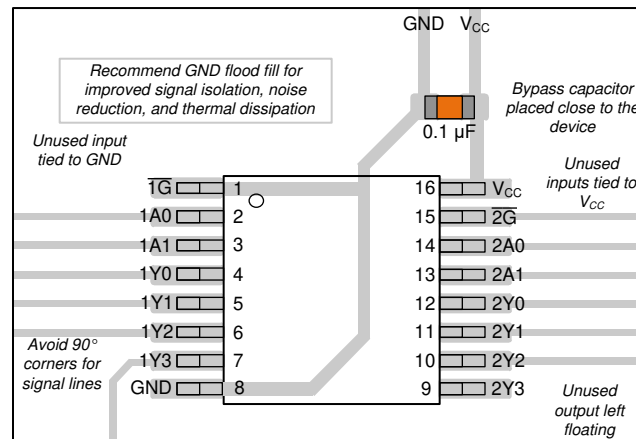 GND V_CC
Recommend GND flood fill for
improved signal isolation, noise
reduction, and thermal dissipation
Bypass capacitor
placed close to the
device
0.1 µF
Unused input
tied to GND
Unused
inputs tied to
V_CC
1G̅ 1 16 V_CC
1A0 2 15 2G̅
1A1 3 14 2A0
1Y0 4 13 2A1
1Y1 5 12 2Y0
1Y2 6 11 2Y1
1Y3 7 10 2Y2
GND 8 9 2Y3
Avoid 90°
corners for
signal lines
Unused
output left
floating